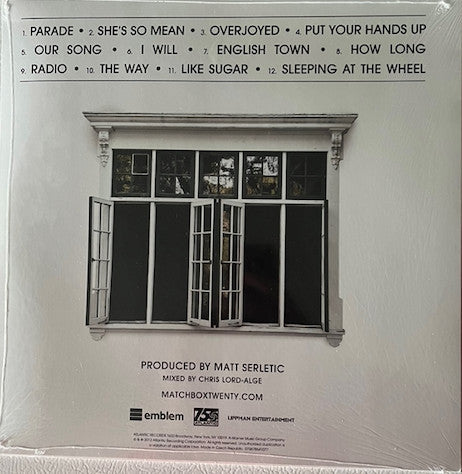 1. PARADE • 2. SHE'S SO MEAN • 3. OVERJOYED • 4. PUT YOUR HANDS UP
5. OUR SONG • 6. I WILL • 7. ENGLISH TOWN • 8. HOW LONG
9. RADIO • 10. THE WAY • 11. LIKE SUGAR • 12. SLEEPING AT THE WHEEL
PRODUCED BY MATT SERLETIC
MIXED BY CHRIS LORD-ALGE
MATCHBOXTWENTY.COM
emblem ATLANTIC LIPPMAN ENTERTAINMENT